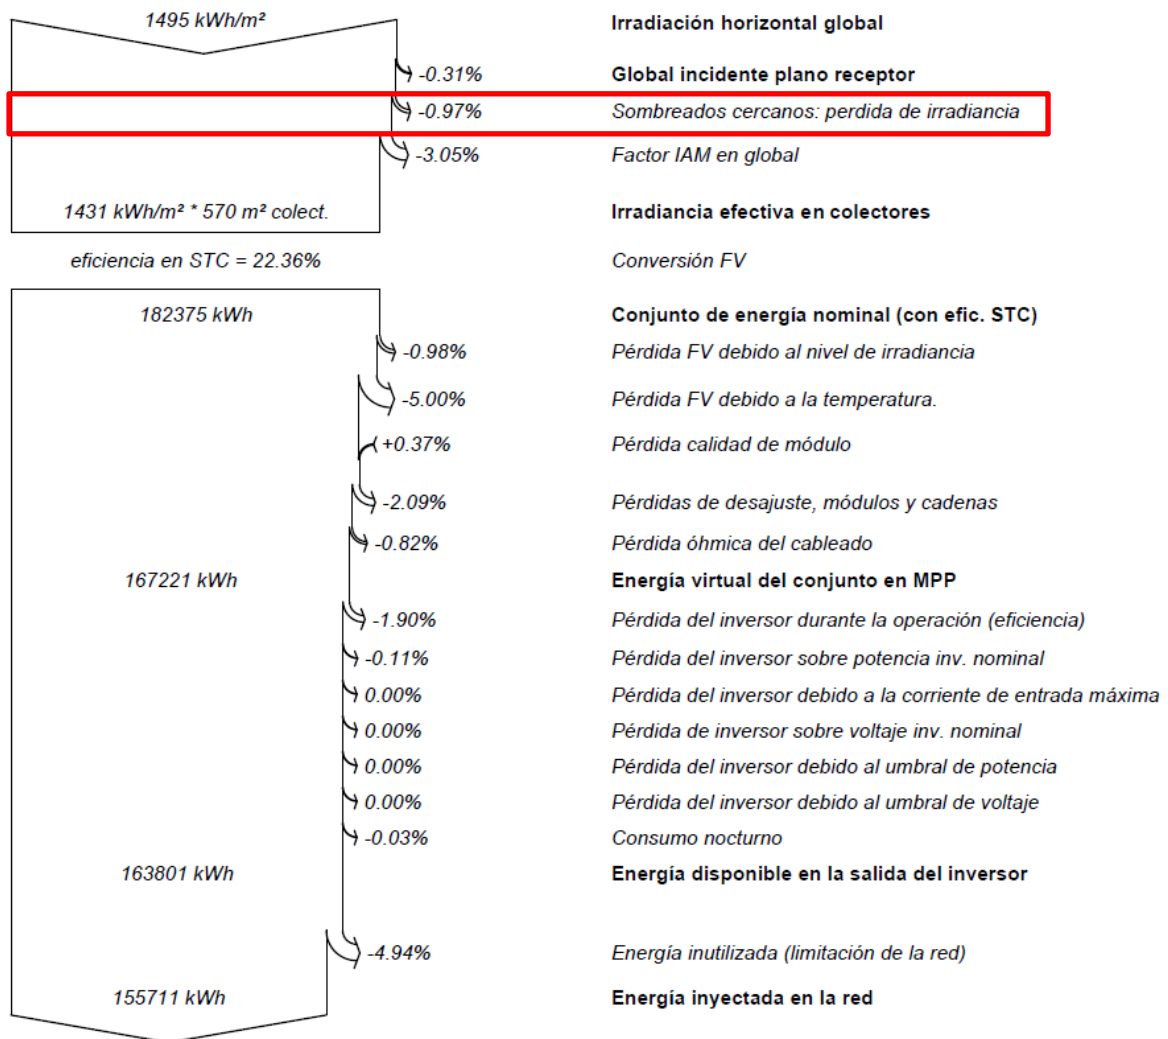 1495 kWh/m² Irradiación horizontal global
-0.31% Global incidente plano receptor
-0.97% Sombreados cercanos: perdida de irradiancia
-3.05% Factor IAM en global
1431 kWh/m² * 570 m² colect. Irradiancia efectiva en colectores
eficiencia en STC = 22.36% Conversión FV
182375 kWh Conjunto de energía nominal (con efic. STC)
-0.98% Pérdida FV debido al nivel de irradiancia
-5.00% Pérdida FV debido a la temperatura.
+0.37% Pérdida calidad de módulo
-2.09% Pérdidas de desajuste, módulos y cadenas
-0.82% Pérdida óhmica del cableado
167221 kWh Energía virtual del conjunto en MPP
-1.90% Pérdida del inversor durante la operación (eficiencia)
-0.11% Pérdida del inversor sobre potencia inv. nominal
0.00% Pérdida del inversor debido a la corriente de entrada máxima
0.00% Pérdida de inversor sobre voltaje inv. nominal
0.00% Pérdida del inversor debido al umbral de potencia
0.00% Pérdida del inversor debido al umbral de voltaje
-0.03% Consumo nocturno
163801 kWh Energía disponible en la salida del inversor
-4.94% Energía inutilizada (limitación de la red)
155711 kWh Energía inyectada en la red